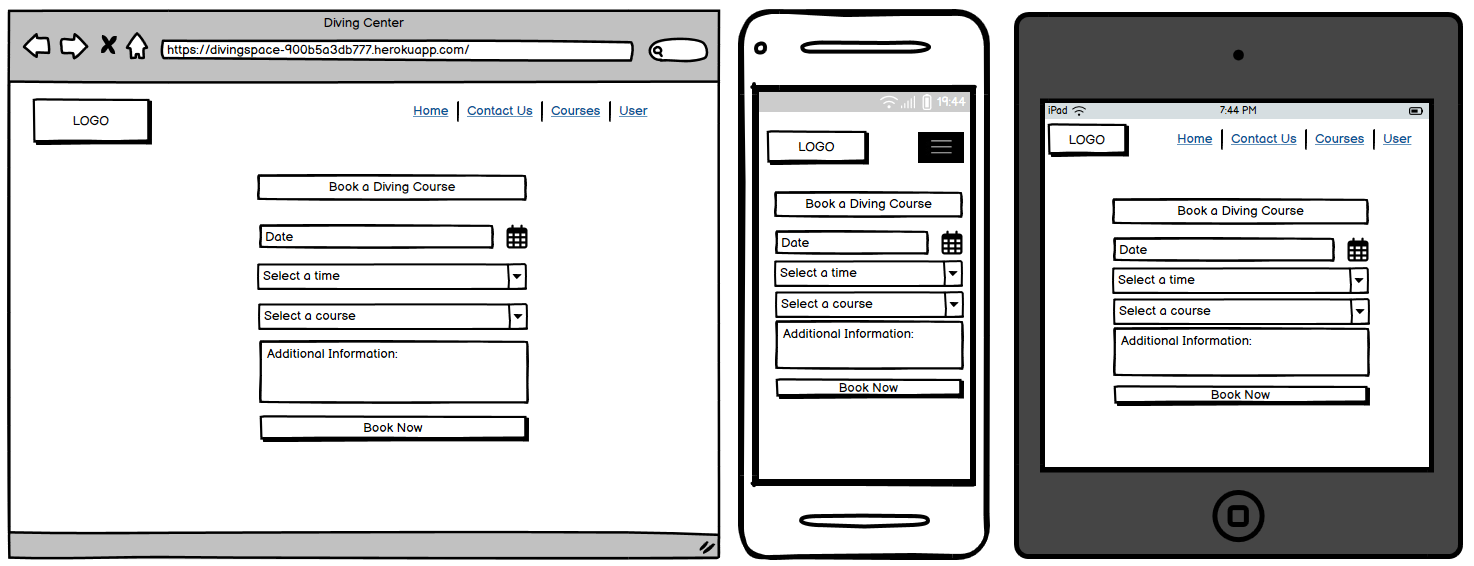 Diving Center
https://divingspace-900b5a3db777.herokuapp.com/
LOGO
Home Contact Us Courses User
Book a Diving Course
Date
Select a time
Select a course
Additional Information:
Book Now
19:44
LOGO
Book a Diving Course
Date
Select a time
Select a course
Additional Information:
Book Now
iPad 7:44 PM
LOGO
Home Contact Us Courses User
Book a Diving Course
Date
Select a time
Select a course
Additional Information:
Book Now